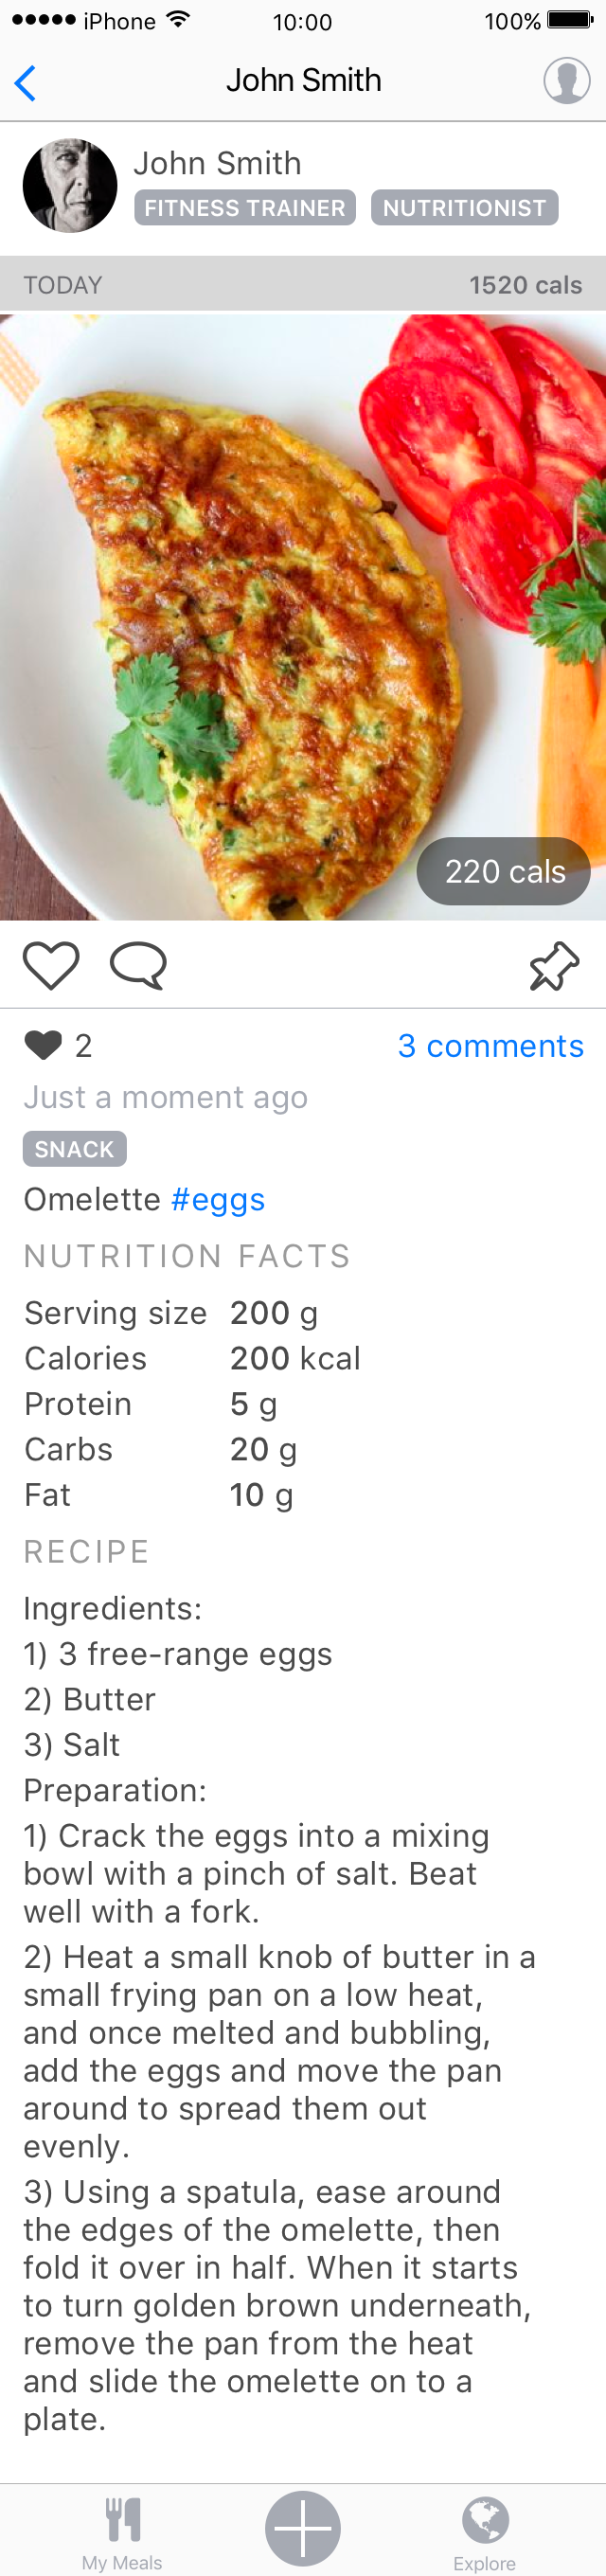 iPhone 10:00 100%
John Smith
John Smith
FITNESS TRAINER NUTRITIONIST
TODAY 1520 cals
220 cals
2 3 comments
Just a moment ago
SNACK
Omelette #eggs
NUTRITION FACTS
Serving size 200 g
Calories 200 kcal
Protein 5 g
Carbs 20 g
Fat 10 g
RECIPE
Ingredients:
1) 3 free-range eggs
2) Butter
3) Salt
Preparation:
1) Crack the eggs into a mixing
bowl with a pinch of salt. Beat
well with a fork.
2) Heat a small knob of butter in a
small frying pan on a low heat,
and once melted and bubbling,
add the eggs and move the pan
around to spread them out
evenly.
3) Using a spatula, ease around
the edges of the omelette, then
fold it over in half. When it starts
to turn golden brown underneath,
remove the pan from the heat
and slide the omelette on to a
plate.
My Meals Explore